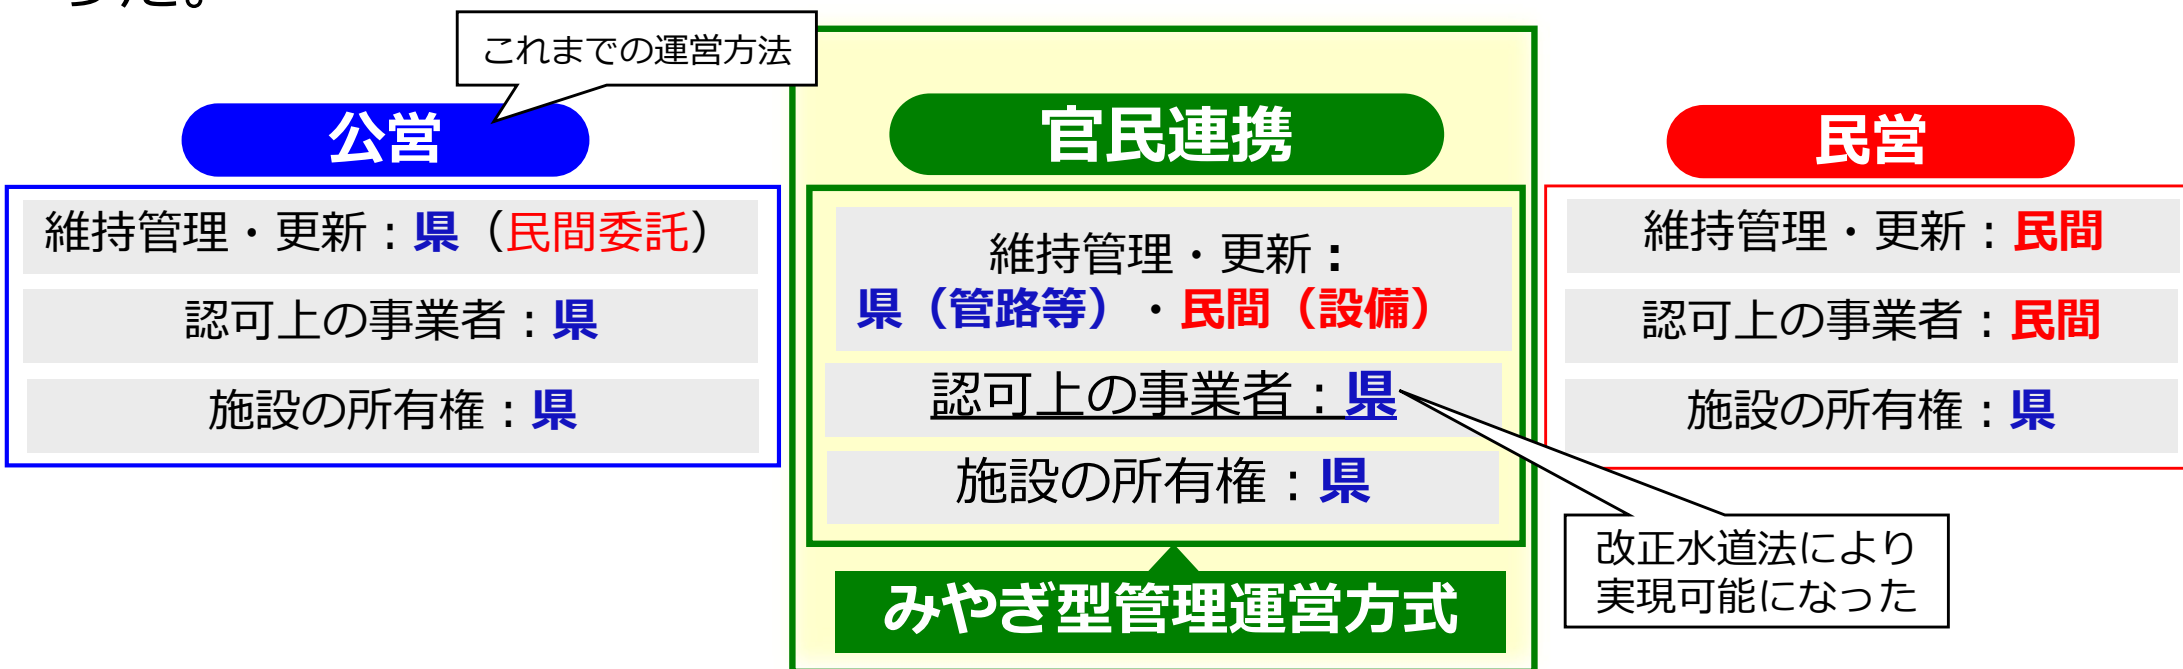 った。
これまでの運営方法
公営
維持管理・更新：県（民間委託）
認可上の事業者：県
施設の所有権：県
官民連携
維持管理・更新：
県（管路等）・民間（設備）
認可上の事業者：県
施設の所有権：県
みやぎ型管理運営方式
民営
維持管理・更新：民間
認可上の事業者：民間
施設の所有権：県
改正水道法により
実現可能になった